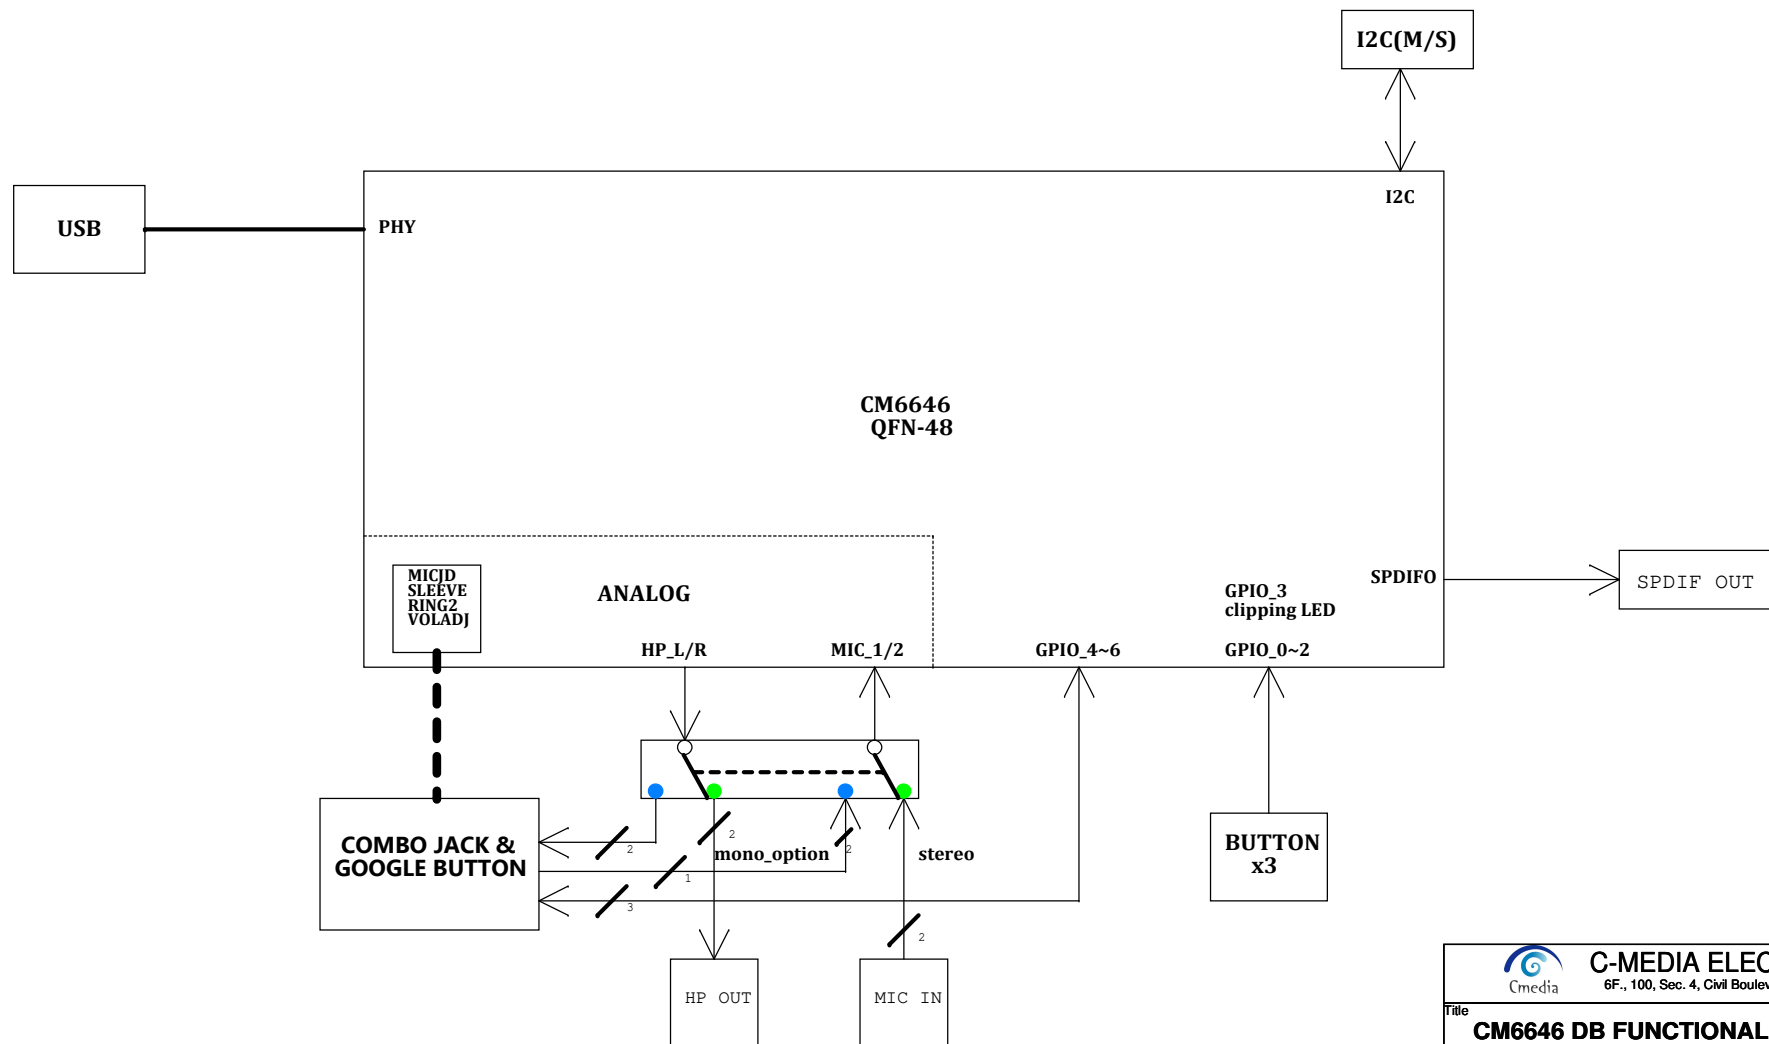 I2C(M/S)
I2C
USB
PHY
CM6646
QFN-48
MICJD
SLEEVE
RING2
VOLADJ
ANALOG
HP_L/R
MIC_1/2
GPIO_4~6
GPIO_3
clipping LED
GPIO_0~2
SPDIFO
SPDIF OUT
COMBO JACK &
GOOGLE BUTTON
2
2
mono_option
2
stereo
1
3
2
BUTTON
x3
HP OUT
MIC IN
Cmedia
C-MEDIA ELEC
6F., 100, Sec. 4, Civil Boulev
Title
CM6646 DB FUNCTIONAL